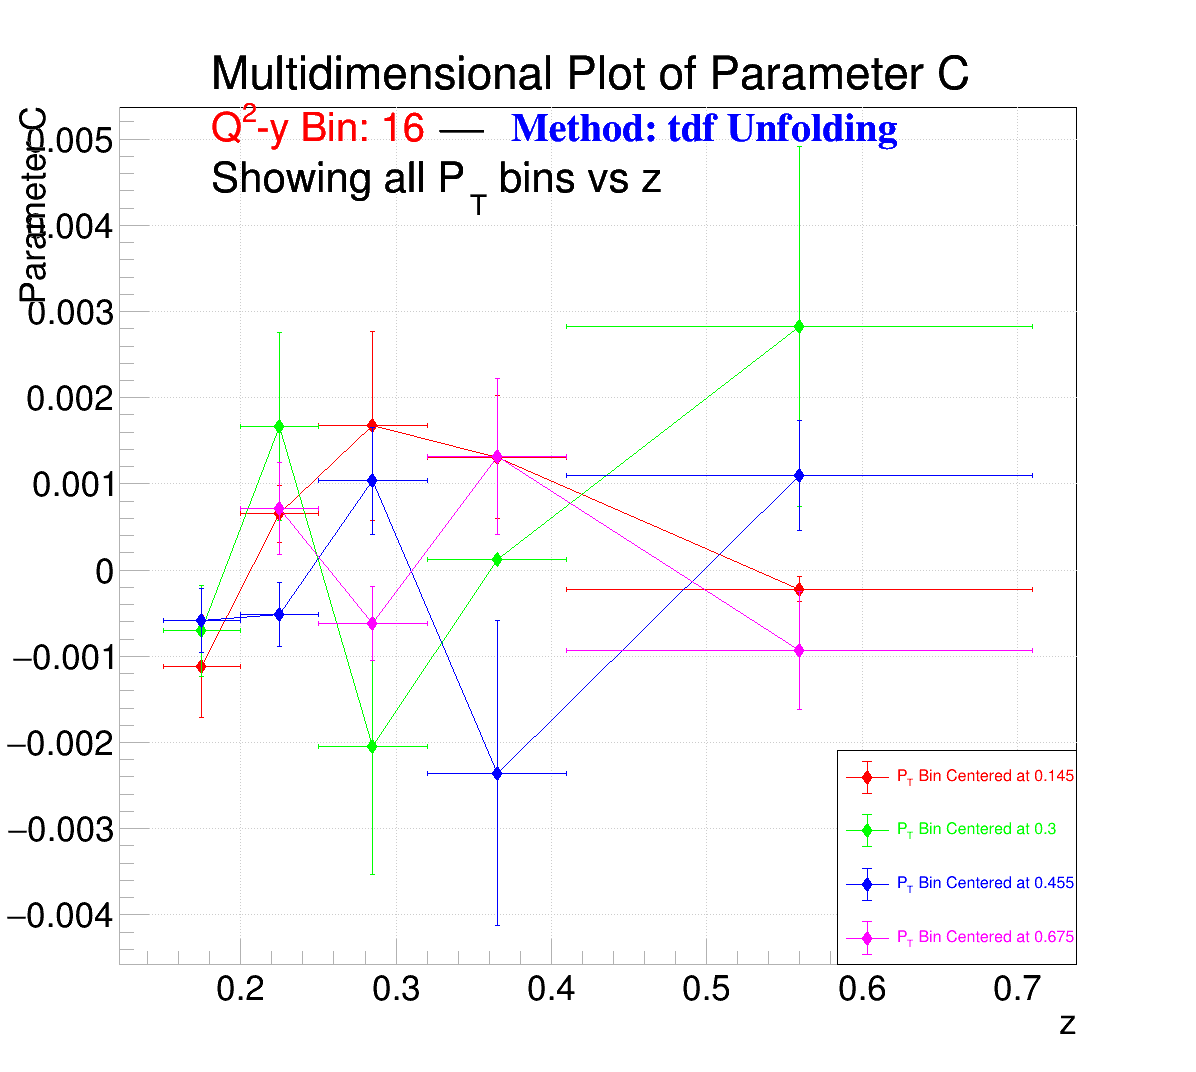 Multidimensional Plot of Parameter C
Q²-y Bin: 16 — Method: tdf Unfolding
Showing all P_T bins vs z
Parameter C
0.005
0.004
0.003
0.002
0.001
0
−0.001
−0.002
−0.003
−0.004
P_T Bin Centered at 0.145
P_T Bin Centered at 0.3
P_T Bin Centered at 0.455
P_T Bin Centered at 0.675
0.2 0.3 0.4 0.5 0.6 0.7
z